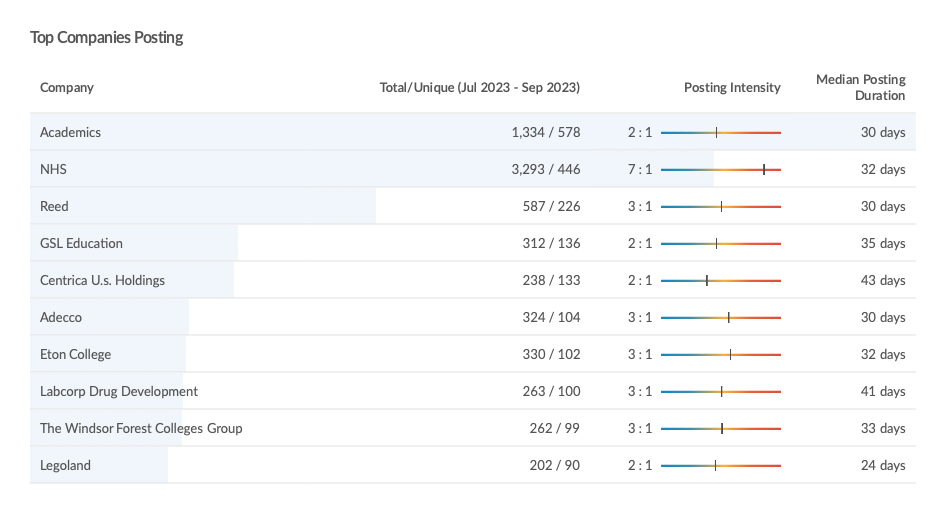 Top Companies Posting
Company Total/Unique (Jul 2023 - Sep 2023) Posting Intensity Median Posting Duration
Academics 1,334 / 578 2 : 1 30 days
NHS 3,293 / 446 7 : 1 32 days
Reed 587 / 226 3 : 1 30 days
GSL Education 312 / 136 2 : 1 35 days
Centrica U.s. Holdings 238 / 133 2 : 1 43 days
Adecco 324 / 104 3 : 1 30 days
Eton College 330 / 102 3 : 1 32 days
Labcorp Drug Development 263 / 100 3 : 1 41 days
The Windsor Forest Colleges Group 262 / 99 3 : 1 33 days
Legoland 202 / 90 2 : 1 24 days